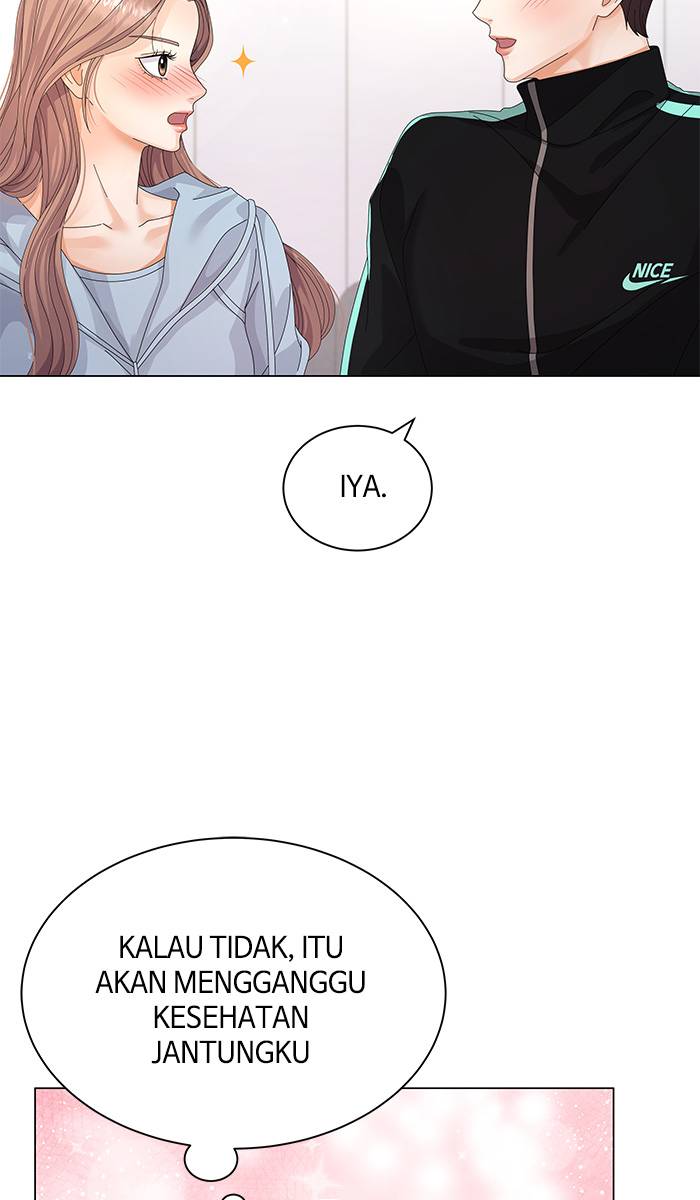 NICE
IYA.
KALAU TIDAK, ITU
AKAN MENGGANGGU
KESEHATAN
JANTUNGKU